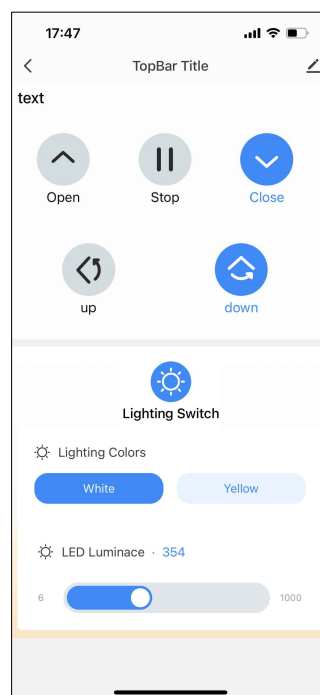 17:47
TopBar Title
text
Open Stop Close
up down
Lighting Switch
Lighting Colors
White Yellow
LED Luminace · 354
6 1000